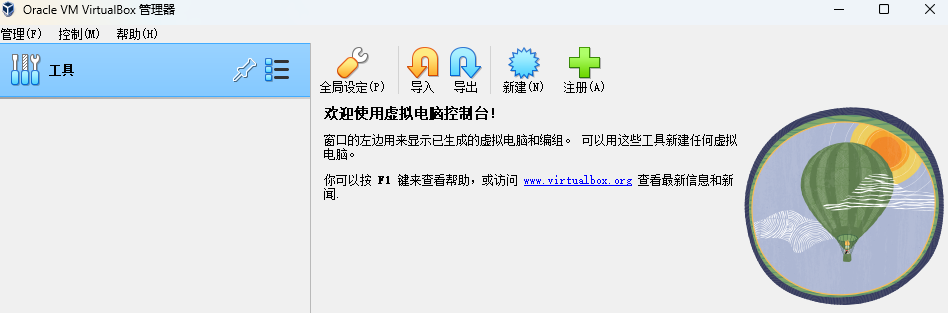 Oracle VM VirtualBox 管理器
管理(F) 控制(M) 帮助(H)
工具
全局设定(P) 导入 导出 新建(N) 注册(A)
欢迎使用虚拟电脑控制台!
窗口的左边用来显示已生成的虚拟电脑和编组。 可以用这些工具新建任何虚拟
电脑。
你可以按 F1 键来查看帮助，或访问 www.virtualbox.org 查看最新信息和新
闻.